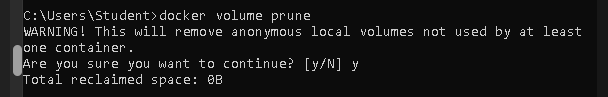 C:\Users\Student>docker volume prune
WARNING! This will remove anonymous local volumes not used by at least
one container.
Are you sure you want to continue? [y/N] y
Total reclaimed space: 0B